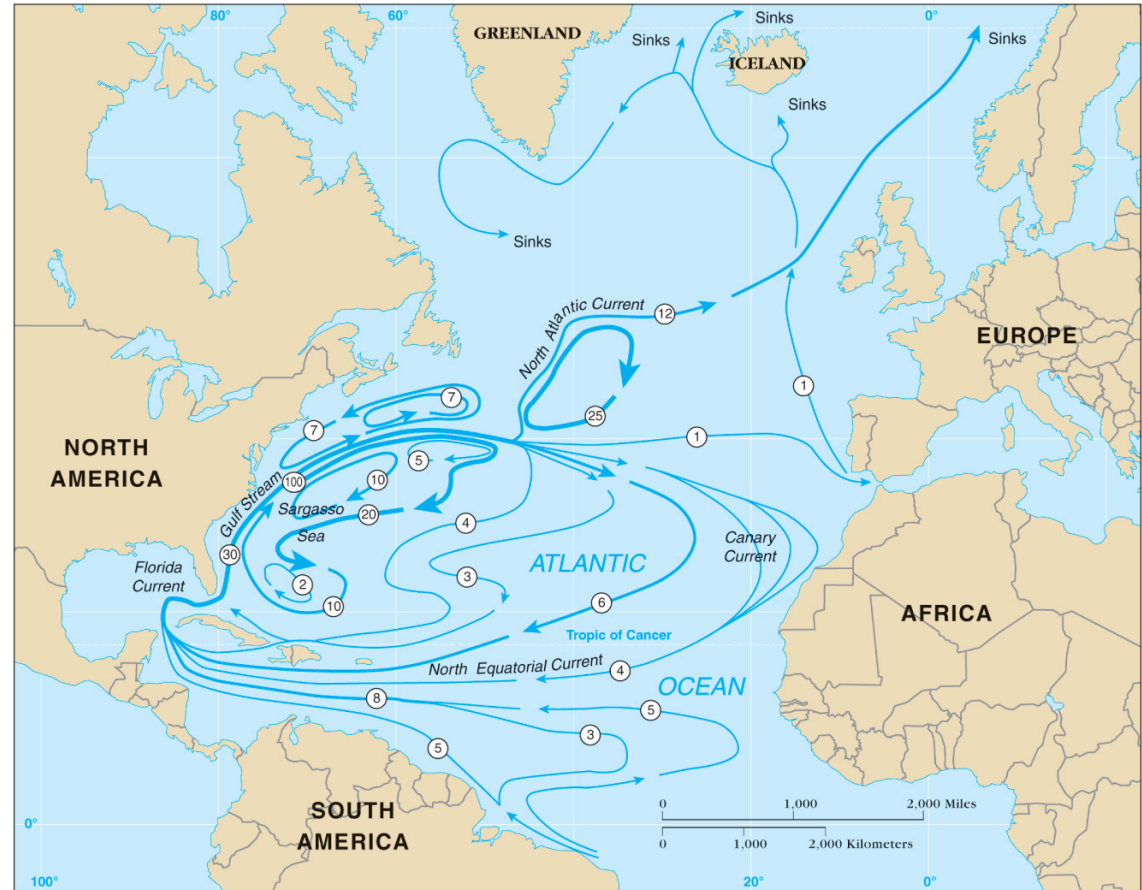 80°
60°
0°
GREENLAND
Sinks
Sinks
Sinks
ICELAND
Sinks
Sinks
North Atlantic Current
12
EUROPE
1
7
25
7
1
NORTH
AMERICA
5
10
100
Gulf Stream
Sargasso
Sea
20
4
Canary
Current
30
Florida
Current
ATLANTIC
2
3
10
6
AFRICA
Tropic of Cancer
North Equatorial Current
4
OCEAN
8
5
3
5
SOUTH
AMERICA
0 1,000 2,000 Miles
0 1,000 2,000 Kilometers
0°
100°
20°
0°